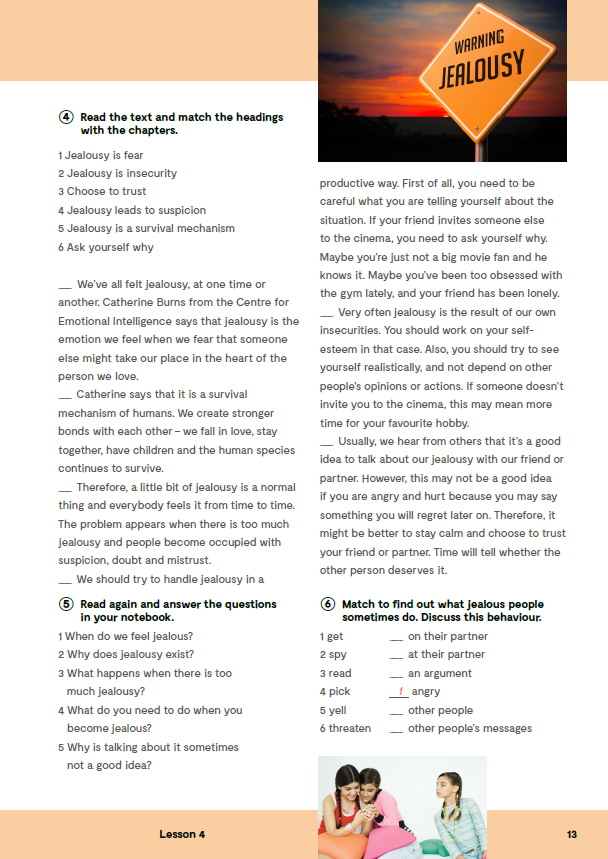 WARNING
JEALOUSY
4 Read the text and match the headings
with the chapters.
1 Jealousy is fear
2 Jealousy is insecurity
3 Choose to trust
4 Jealousy leads to suspicion
5 Jealousy is a survival mechanism
6 Ask yourself why
___ We've all felt jealousy, at one time or
another. Catherine Burns from the Centre for
Emotional Intelligence says that jealousy is the
emotion we feel when we fear that someone
else might take our place in the heart of the
person we love.
___ Catherine says that it is a survival
mechanism of humans. We create stronger
bonds with each other – we fall in love, stay
together, have children and the human species
continues to survive.
___ Therefore, a little bit of jealousy is a normal
thing and everybody feels it from time to time.
The problem appears when there is too much
jealousy and people become occupied with
suspicion, doubt and mistrust.
___ We should try to handle jealousy in a
productive way. First of all, you need to be
careful what you are telling yourself about the
situation. If your friend invites someone else
to the cinema, you need to ask yourself why.
Maybe you're just not a big movie fan and he
knows it. Maybe you've been too obsessed with
the gym lately, and your friend has been lonely.
___ Very often jealousy is the result of our own
insecurities. You should work on your self-
esteem in that case. Also, you should try to see
yourself realistically, and not depend on other
people's opinions or actions. If someone doesn't
invite you to the cinema, this may mean more
time for your favourite hobby.
___ Usually, we hear from others that it's a good
idea to talk about our jealousy with our friend or
partner. However, this may not be a good idea
if you are angry and hurt because you may say
something you will regret later on. Therefore, it
might be better to stay calm and choose to trust
your friend or partner. Time will tell whether the
other person deserves it.
5 Read again and answer the questions
in your notebook.
1 When do we feel jealous?
2 Why does jealousy exist?
3 What happens when there is too
much jealousy?
4 What do you need to do when you
become jealous?
5 Why is talking about it sometimes
not a good idea?
6 Match to find out what jealous people
sometimes do. Discuss this behaviour.
1 get ___ on their partner
2 spy ___ at their partner
3 read ___ an argument
4 pick 1 angry
5 yell ___ other people
6 threaten ___ other people's messages
Lesson 4
13